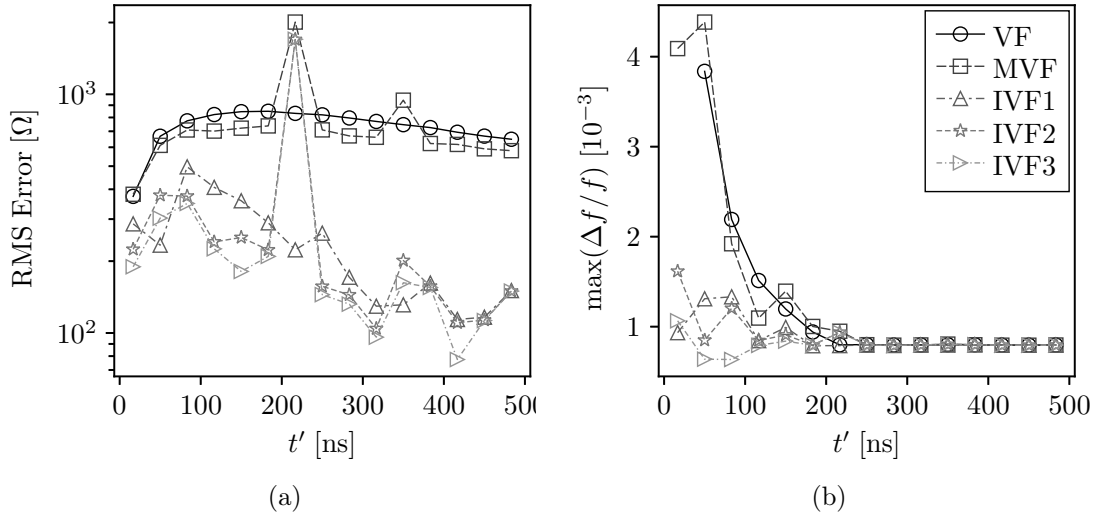 RMS Error [Ω]
10³
10²
0 100 200 300 400 500
t′ [ns]
(a)
max(Δf/f) [10⁻³]
4
3
2
1
0 100 200 300 400 500
t′ [ns]
(b)
VF
MVF
IVF1
IVF2
IVF3